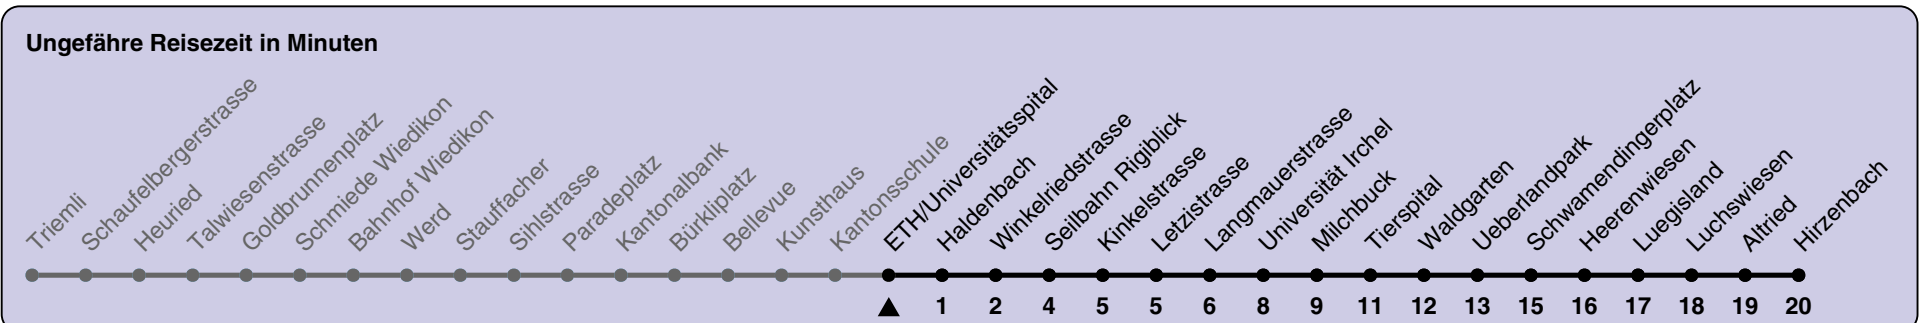 Ungefähre Reisezeit in Minuten
Triemli
Schaufelbergerstrasse
Heuried
Talwiesenstrasse
Goldbrunnenplatz
Schmiede Wiedikon
Bahnhof Wiedikon
Werd
Stauffacher
Sihlstrasse
Paradeplatz
Kantonalbank
Bürkliplatz
Bellevue
Kunsthaus
Kantonsschule
ETH/Universitätsspital
Haldenbach
Winkelriedstrasse
Seilbahn Rigiblick
Kinkelstrasse
Letzistrasse
Langmauerstrasse
Universität Irchel
Milchbuck
Tierspital
Waldgarten
Ueberlandpark
Schwamendingerplatz
Heerenwiesen
Luegisland
Luchswiesen
Altried
Hirzenbach
1 2 4 5 5 6 8 9 11 12 13 15 16 17 18 19 20